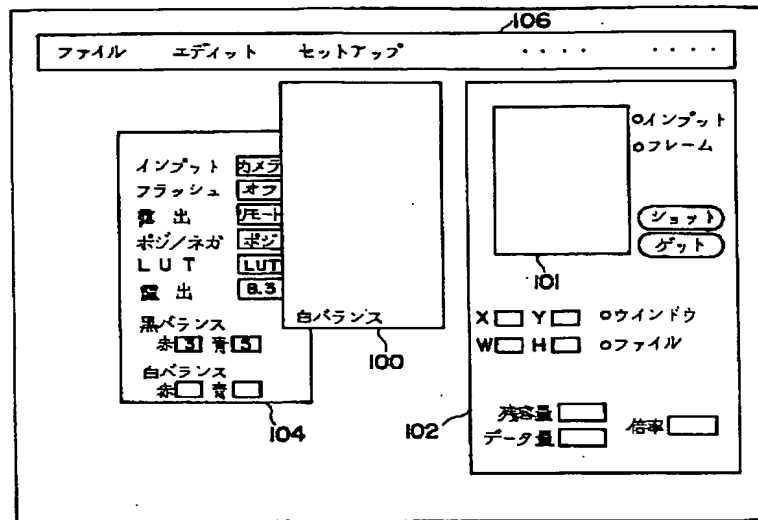 106
ファイル エディット セットアップ ････ ････
インプット カメラ
フラッシュ オフ
露出 リモート
ポジ/ネガ ポジ
LUT LUT
露出 8.3
黒バランス
赤 3 青 5
白バランス
赤 青
104
白バランス
100
インプット
フレーム
ショット
ゲット
101
X Y ウインドウ
W H ファイル
残容量
データ量
倍率
102